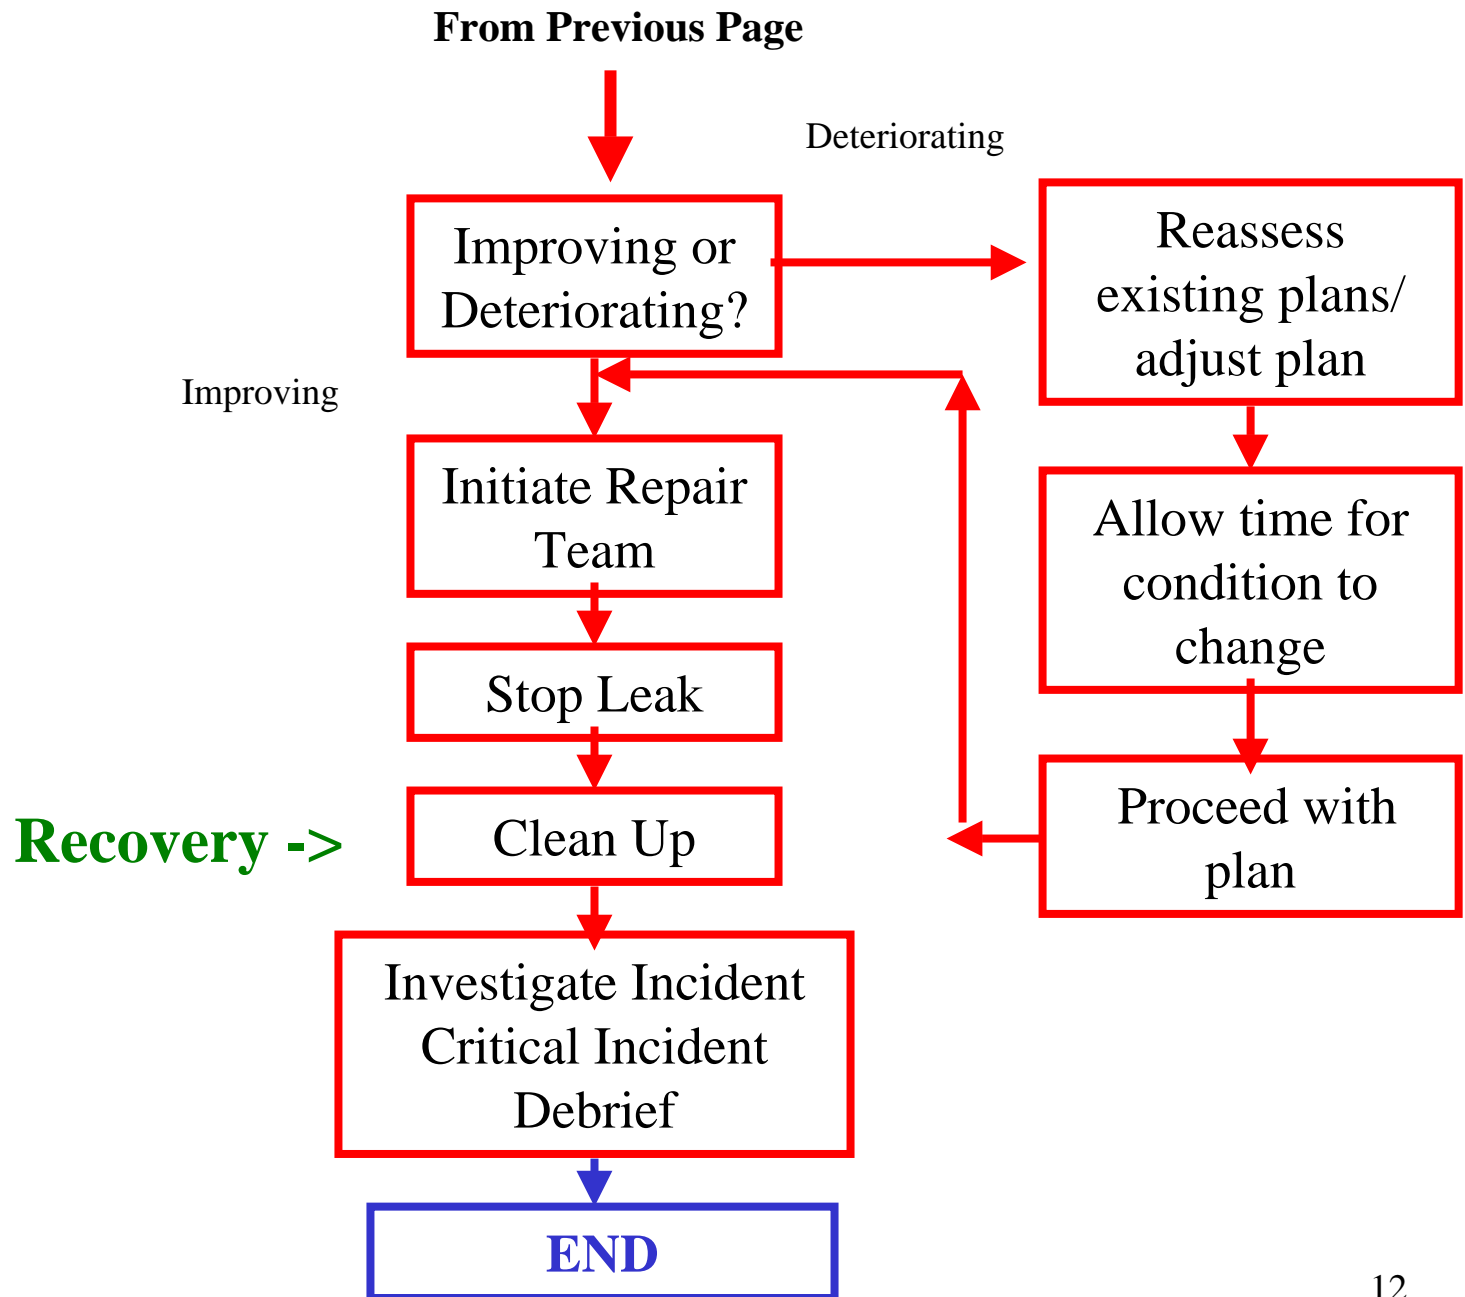 From Previous Page
Deteriorating
Improving or
Deteriorating?
Reassess
existing plans/
adjust plan
Improving
Initiate Repair
Team
Allow time for
condition to
change
Stop Leak
Proceed with
plan
Recovery ->
Clean Up
Investigate Incident
Critical Incident
Debrief
END
12